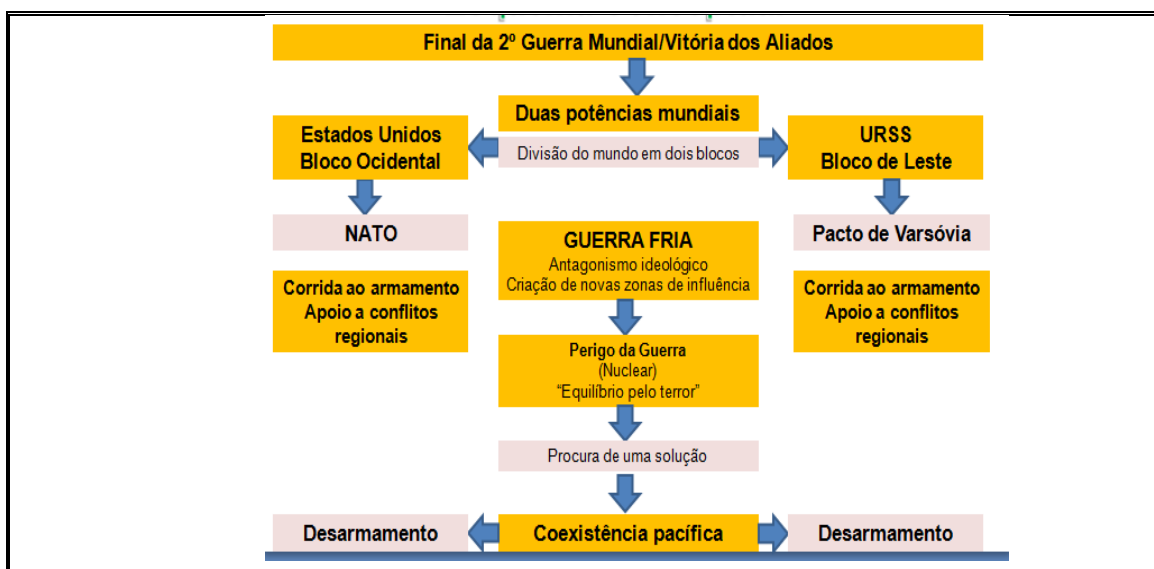 Final da 2º Guerra Mundial/Vitória dos Aliados
Duas potências mundiais
Divisão do mundo em dois blocos
Estados Unidos
Bloco Ocidental
URSS
Bloco de Leste
NATO
GUERRA FRIA
Antagonismo ideológico
Criação de novas zonas de influência
Pacto de Varsóvia
Corrida ao armamento
Apoio a conflitos
regionais
Corrida ao armamento
Apoio a conflitos
regionais
Perigo da Guerra
(Nuclear)
“Equilíbrio pelo terror”
Procura de uma solução
Desarmamento
Coexistência pacífica
Desarmamento